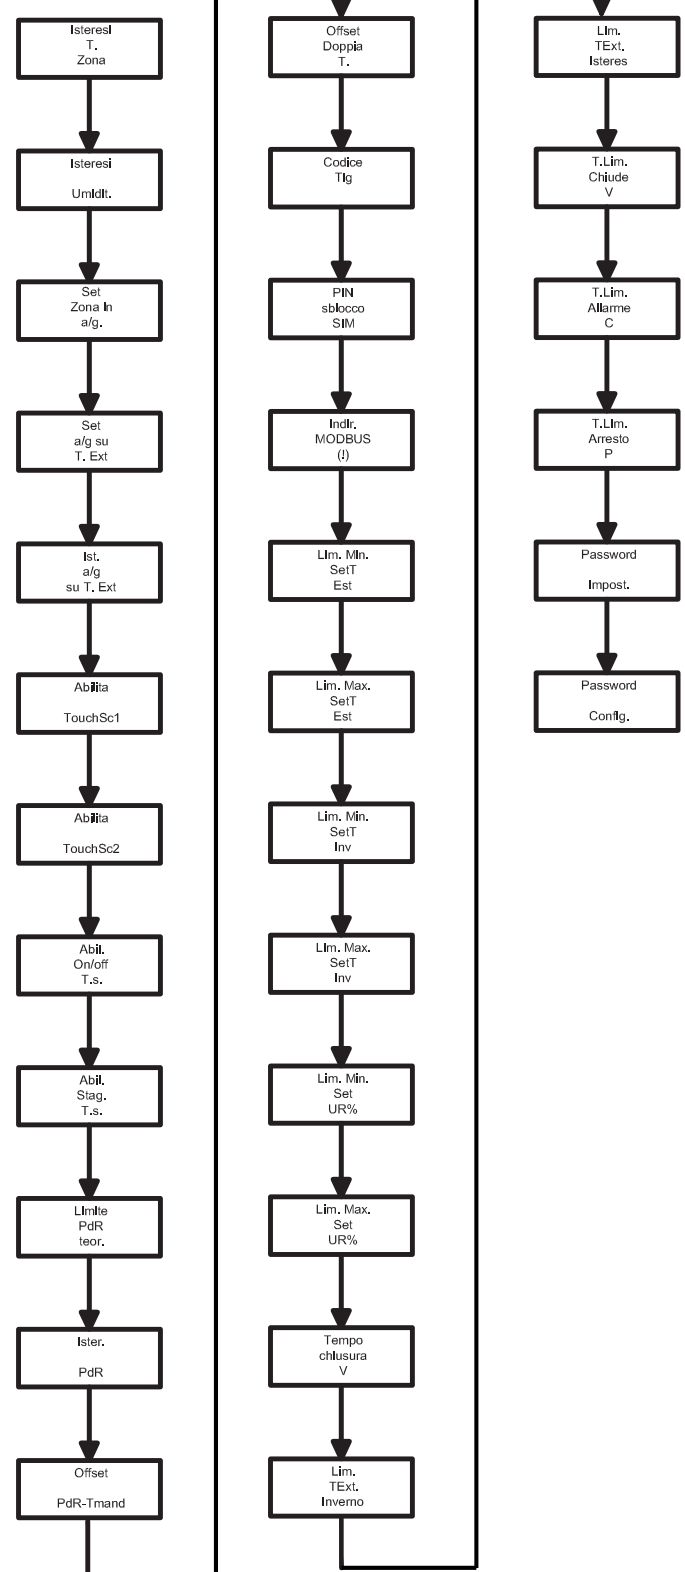 Isteresi
T.
Zona
Isteresi
Umidit.
Set
Zona in
a/g.
Set
a/g su
T. Ext
Ist.
a/g
su T. Ext
Abilita
TouchSc1
Abilita
TouchSc2
Abil.
On/off
T.s.
Abil.
Stag.
T.s.
Limite
PdR
teor.
Ister.
PdR
Offset
PdR-Tmand
Offset
Doppia
T.
Codice
Tlg
PIN
sblocco
SIM
Indir.
MODBUS
(!)
Lim. Min.
SetT
Est
Lim. Max.
SetT
Est
Lim. Min.
SetT
Inv
Lim. Max.
SetT
Inv
Lim. Min.
Set
UR%
Lim. Max.
Set
UR%
Tempo
chiusura
V
Lim.
TExt.
Inverno
Lim.
TExt.
Isteres
T.Lim.
Chiude
V
T.Lim.
Allarme
C
T.Lim.
Arresto
P
Password
Impost.
Password
Config.